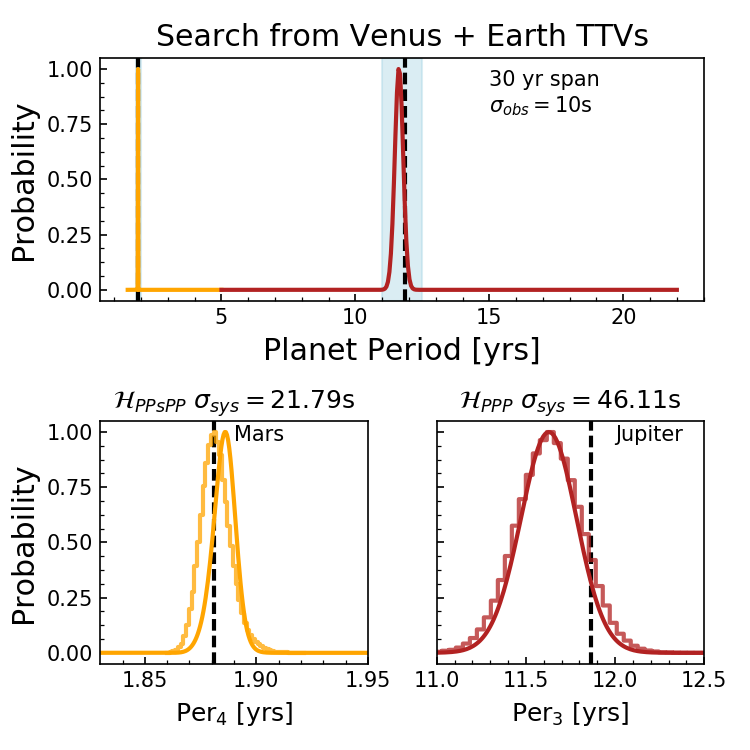 Search from Venus + Earth TTVs
1.00
0.75
0.50
0.25
0.00
Probability
30 yr span
σ_obs = 10s
5 10 15 20
Planet Period [yrs]
ℋ_PPsPP σ_sys = 21.79s
1.00
0.75
0.50
0.25
0.00
Probability
Mars
1.85 1.90 1.95
Per_4 [yrs]
ℋ_PPP σ_sys = 46.11s
Jupiter
11.0 11.5 12.0 12.5
Per_3 [yrs]